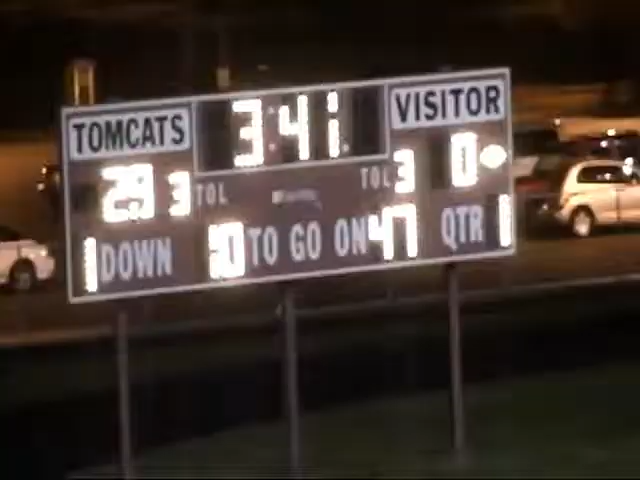 TOMCATS 3:41 VISITOR
29 3 TOL TOL 3 0
1 DOWN 10 TO GO ON 47 QTR 1